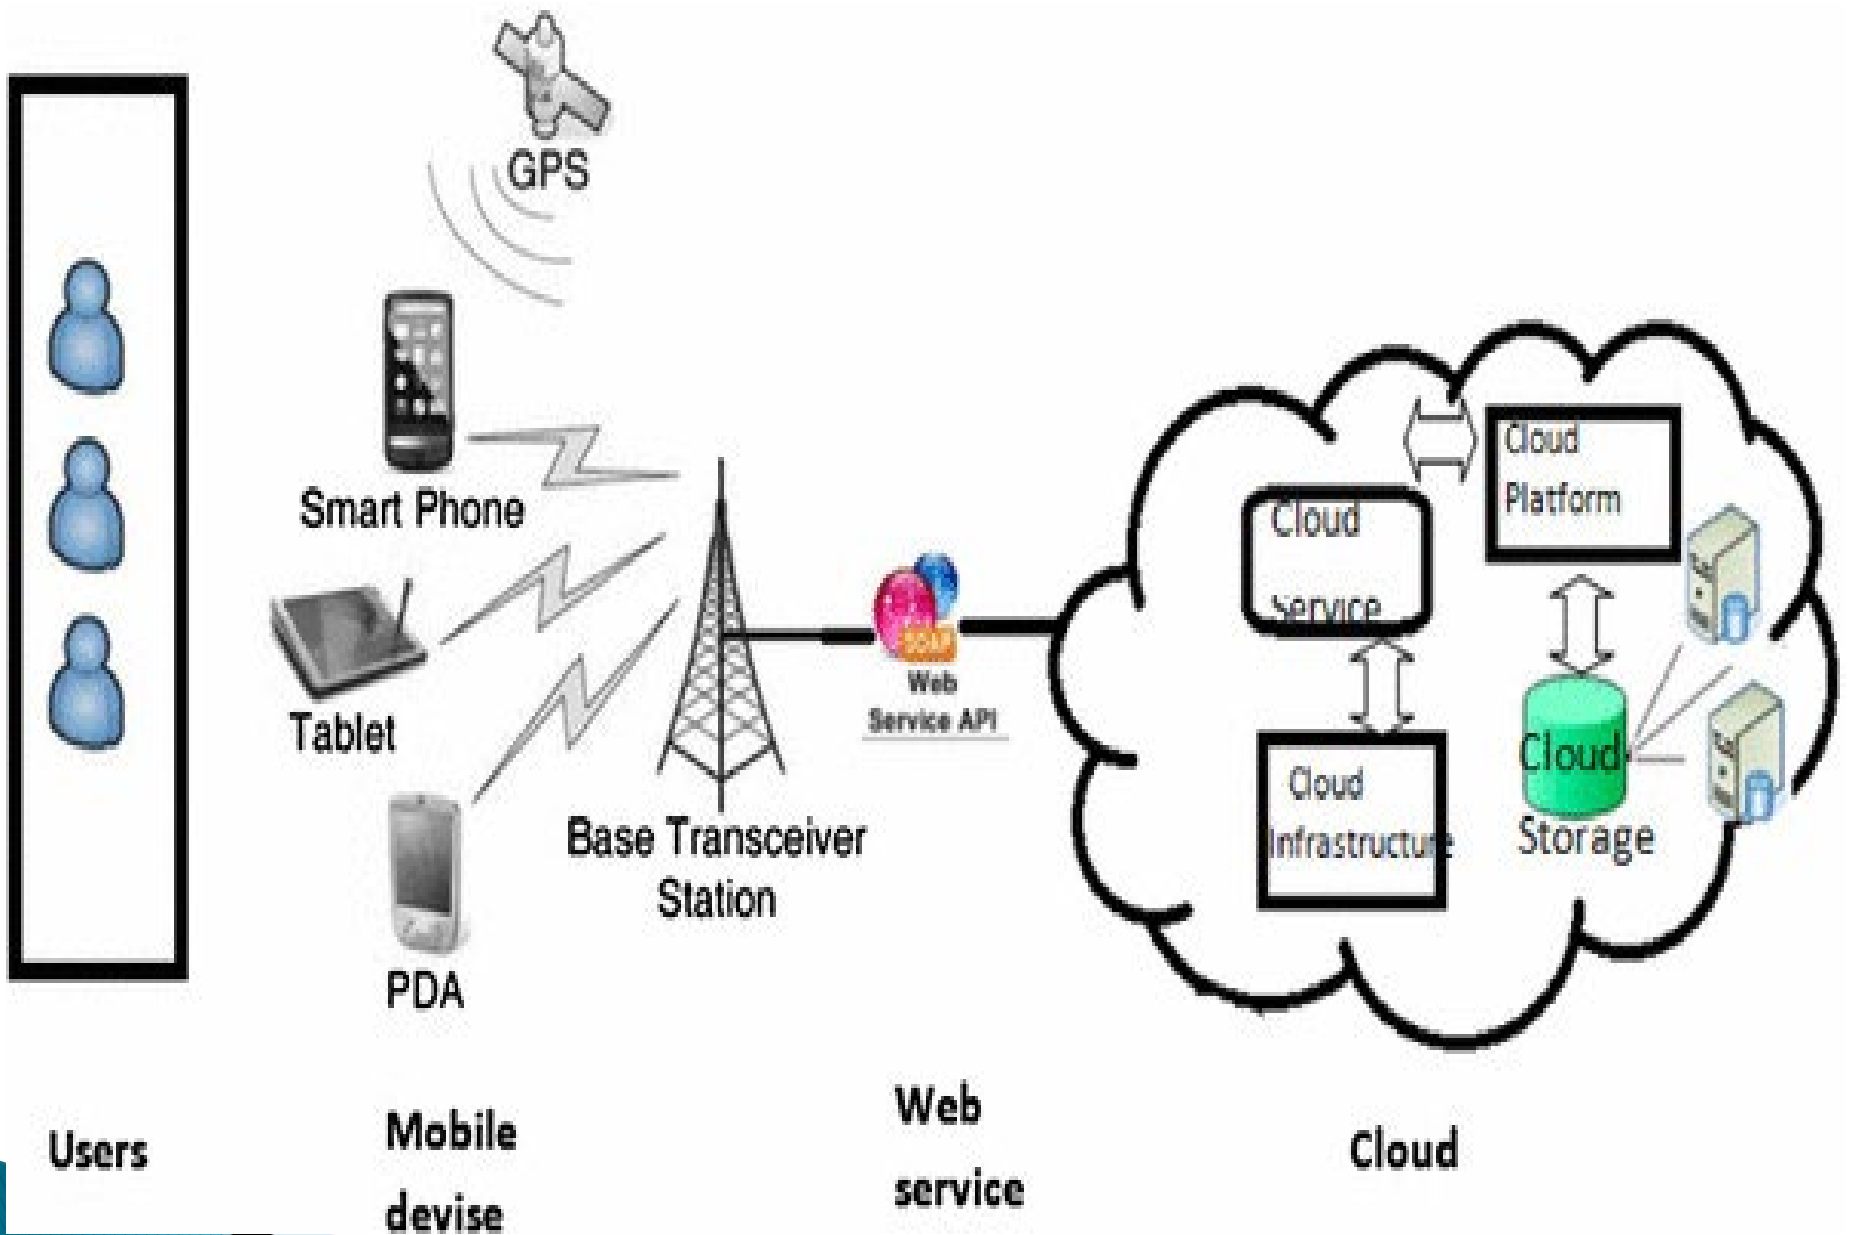 GPS
Smart Phone
Tablet
PDA
Base Transceiver
Station
SOAP
Web
Service API
Cloud
Service
Cloud
Platform
Cloud
Infrastructure
Cloud
Storage
Users
Mobile
devise
Web
service
Cloud